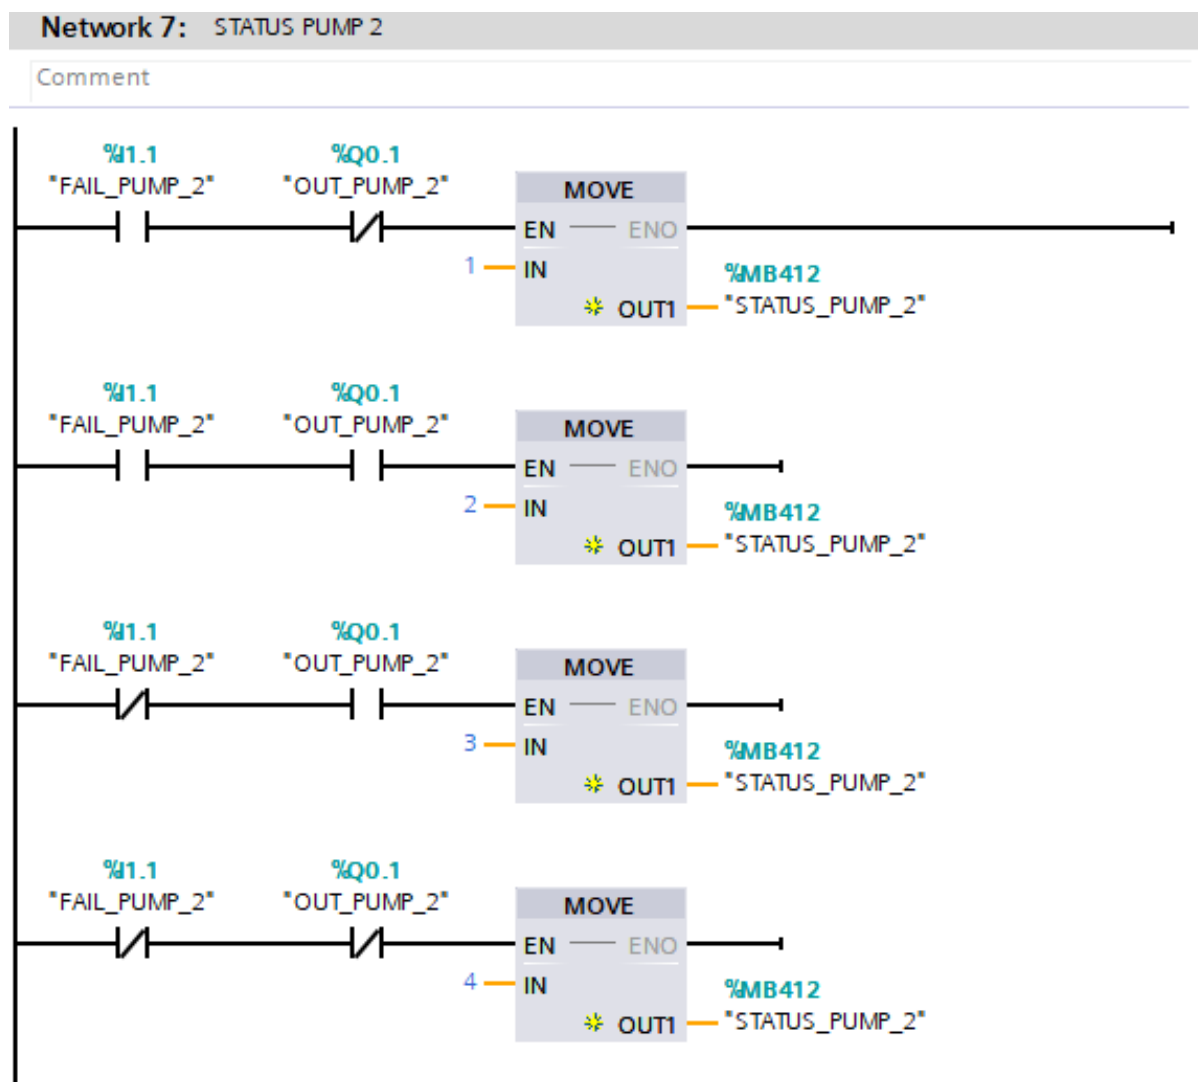 Network 7: STATUS PUMP 2
Comment
%I1.1 %Q0.1
"FAIL_PUMP_2" "OUT_PUMP_2" MOVE
EN ENO
1 IN %MB412
OUT1 "STATUS_PUMP_2"
%I1.1 %Q0.1
"FAIL_PUMP_2" "OUT_PUMP_2" MOVE
EN ENO
2 IN %MB412
OUT1 "STATUS_PUMP_2"
%I1.1 %Q0.1
"FAIL_PUMP_2" "OUT_PUMP_2" MOVE
EN ENO
3 IN %MB412
OUT1 "STATUS_PUMP_2"
%I1.1 %Q0.1
"FAIL_PUMP_2" "OUT_PUMP_2" MOVE
EN ENO
4 IN %MB412
OUT1 "STATUS_PUMP_2"